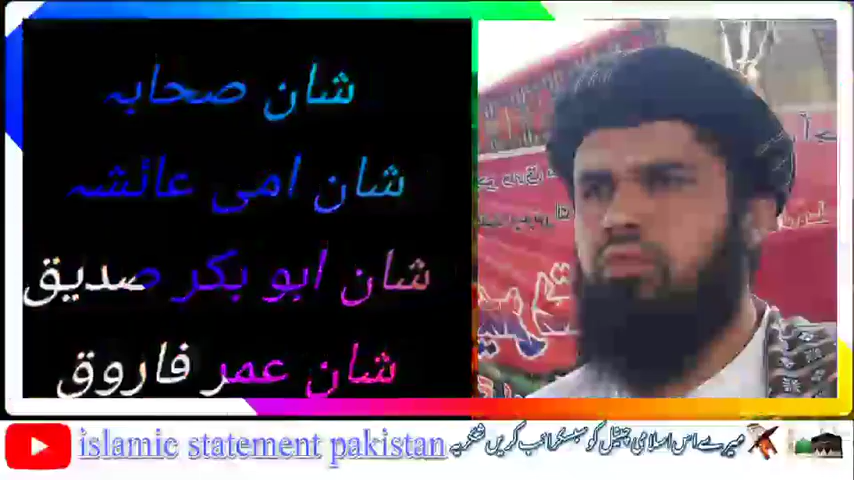 شان صحابہ
شان امی عائشہ
شان ابو بکر صدیق
شان عمر فاروق
islamic statement pakistan
میرے اس اسلامی چینل کو سبسکرائب کریں شکریہ